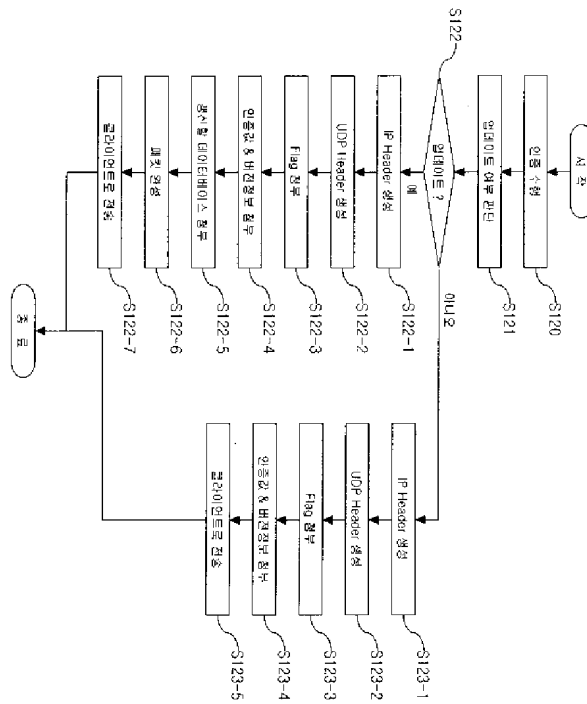 시 작
인증 수행
S120
업데이트 여부 판단
S121
업데이트 ?
S122
예
아니오
IP Header 생성
S122-1
UDP Header 생성
S122-2
Flag 첨부
S122-3
인증값 & 버전정보 첨부
S122-4
갱신할 데이터베이스 첨부
S122-5
패킷 완성
S122-6
클라이언트로 전송
S122-7
IP Header 생성
S123-1
UDP Header 생성
S123-2
Flag 첨부
S123-3
인증값 & 버전정보 첨부
S123-4
클라이언트로 전송
S123-5
종 료